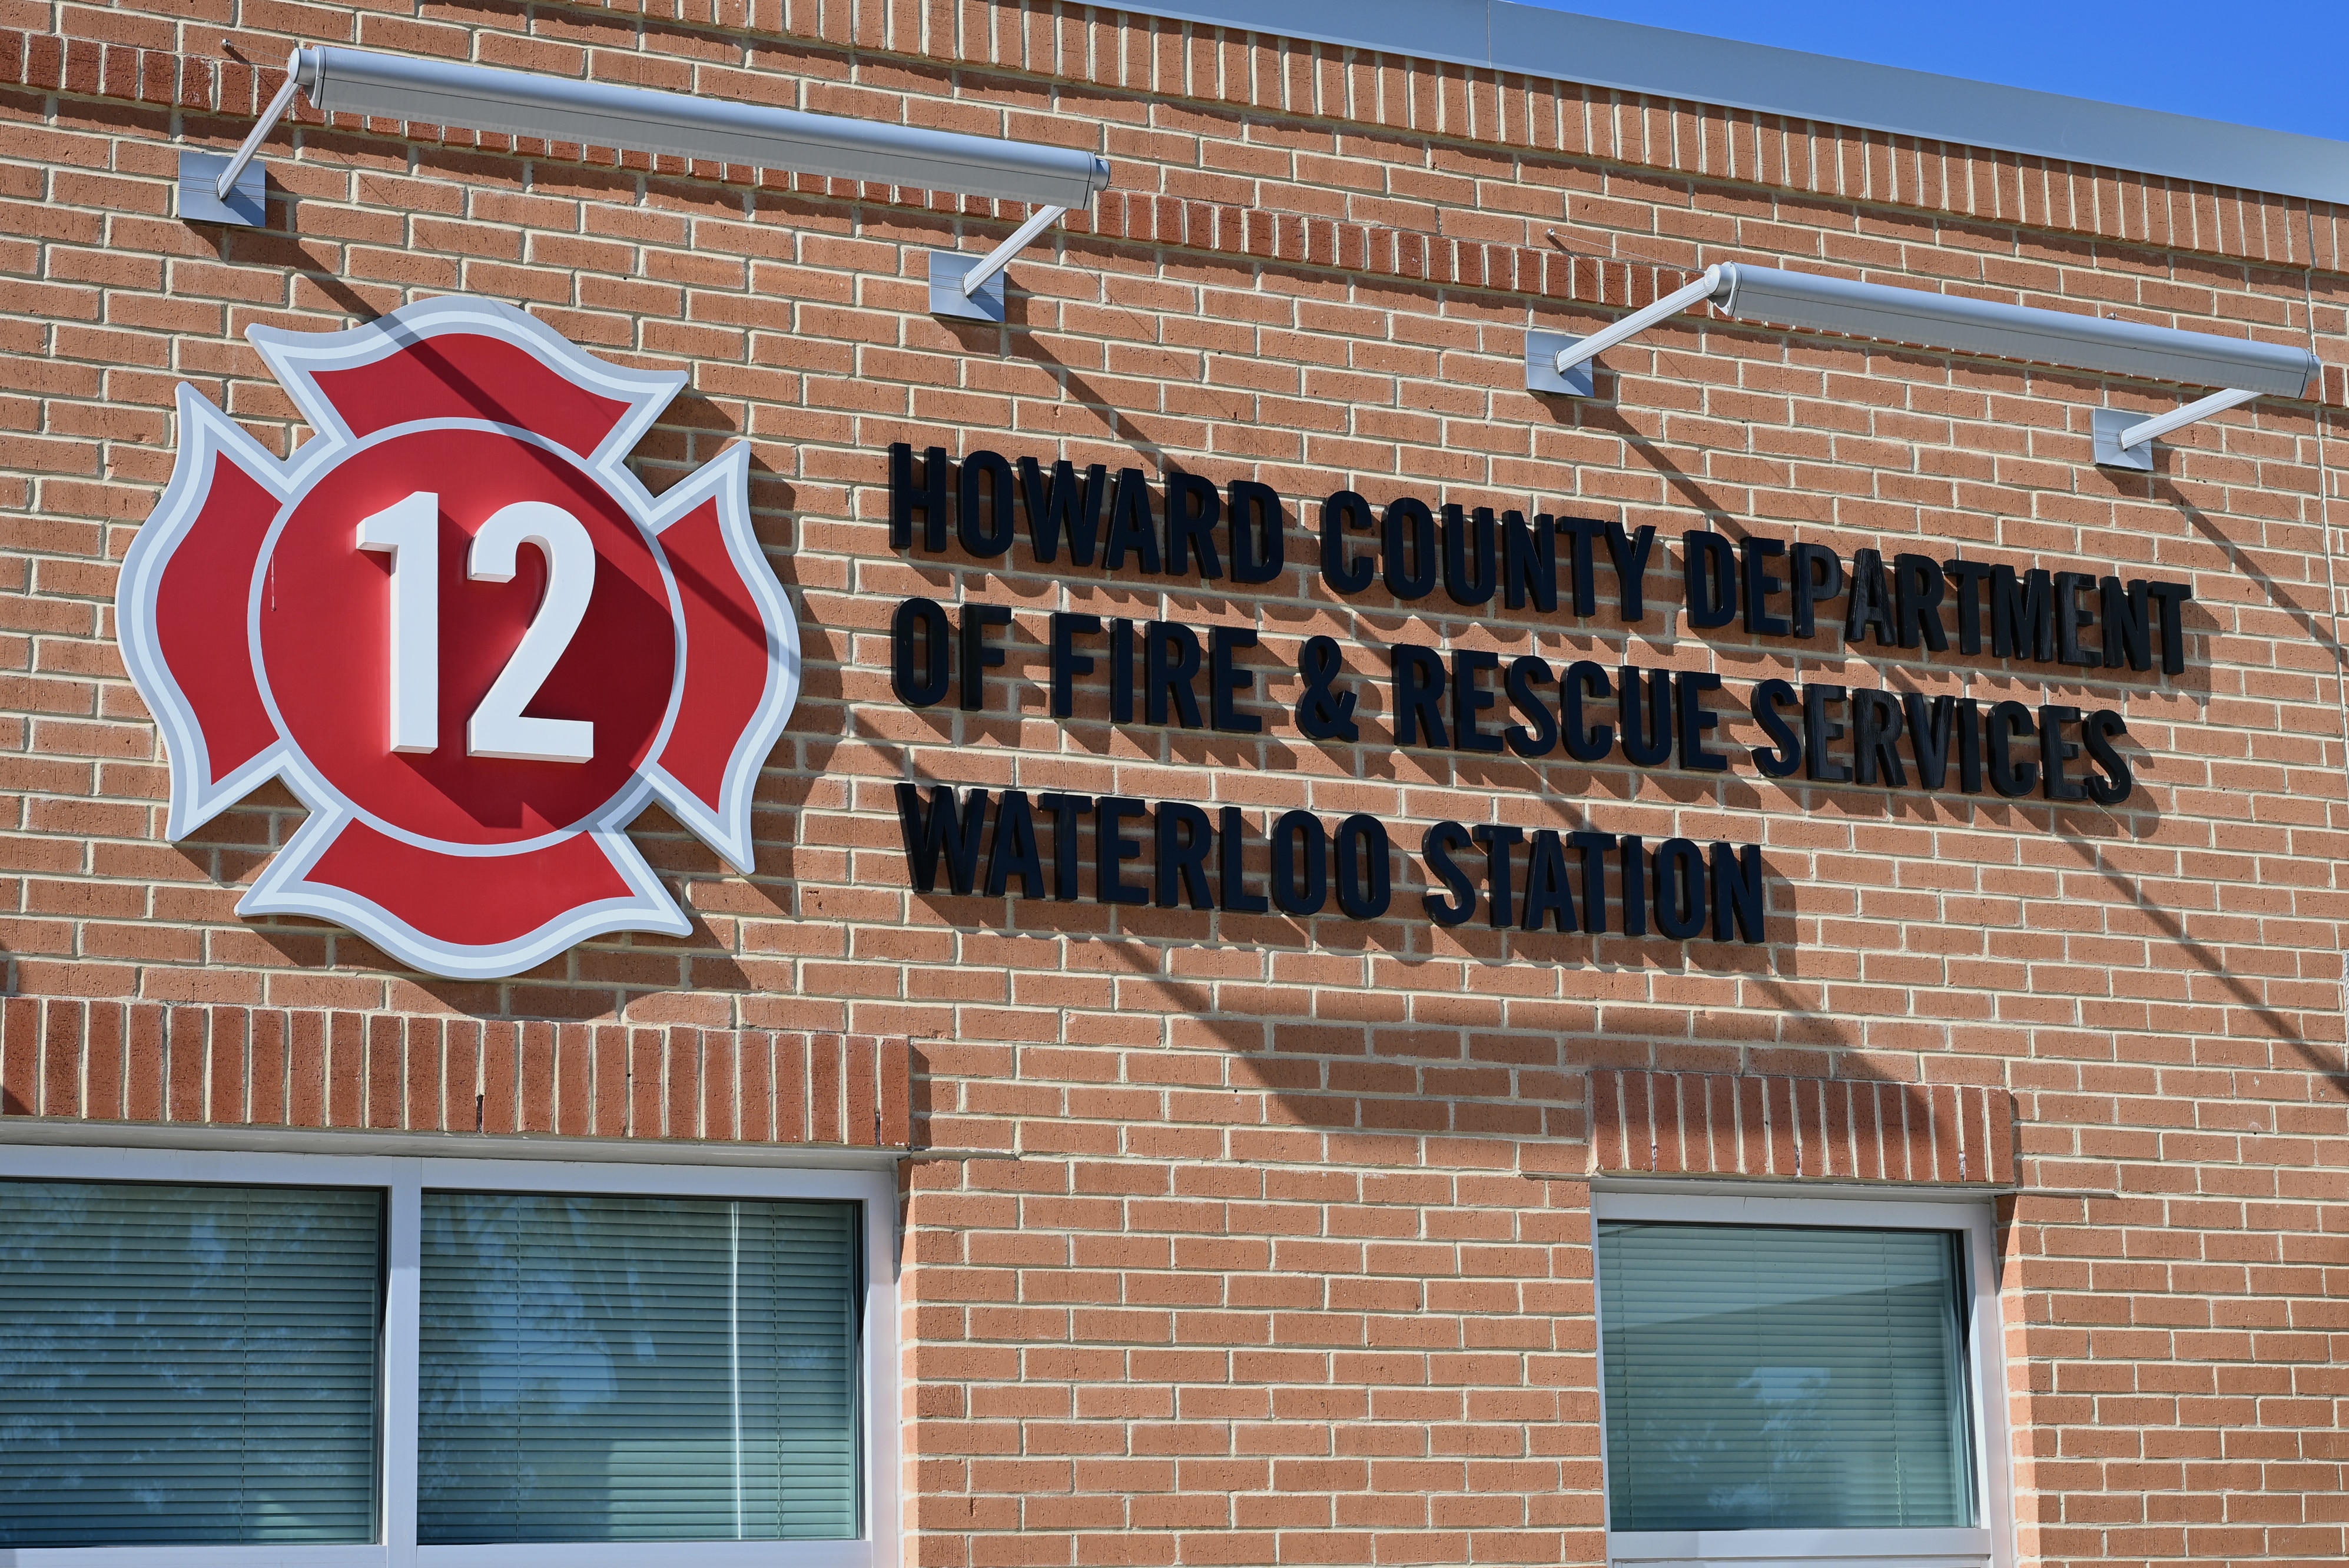 12
HOWARD COUNTY DEPARTMENT
OF FIRE & RESCUE SERVICES
WATERLOO STATION